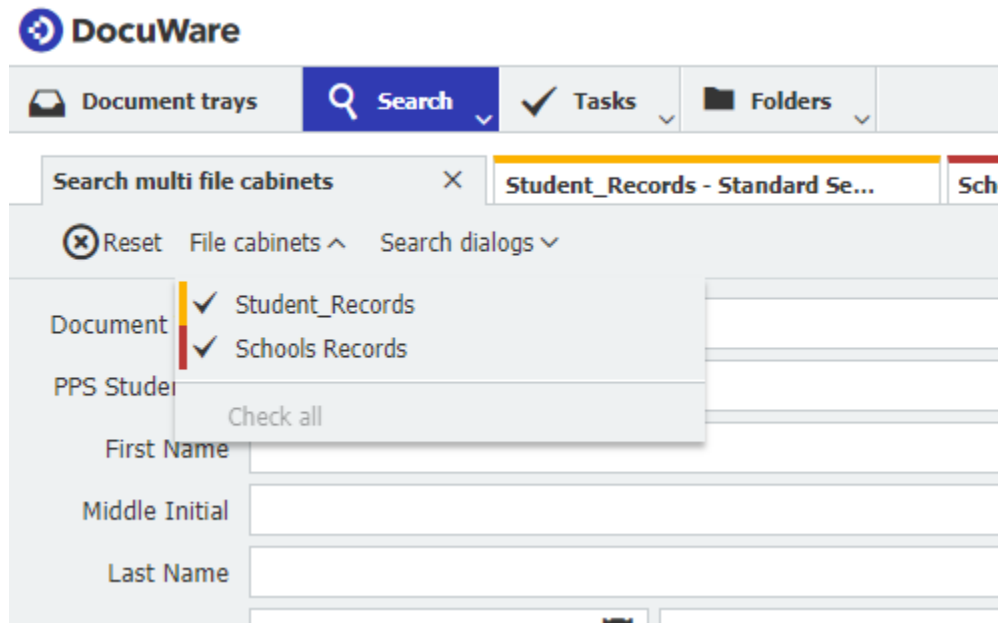 DocuWare
Document trays Search Tasks Folders
Search multi file cabinets Student_Records - Standard Se... Sch
Reset File cabinets Search dialogs
Student_Records
Document
Schools Records
PPS Studen
Check all
First Name
Middle Initial
Last Name